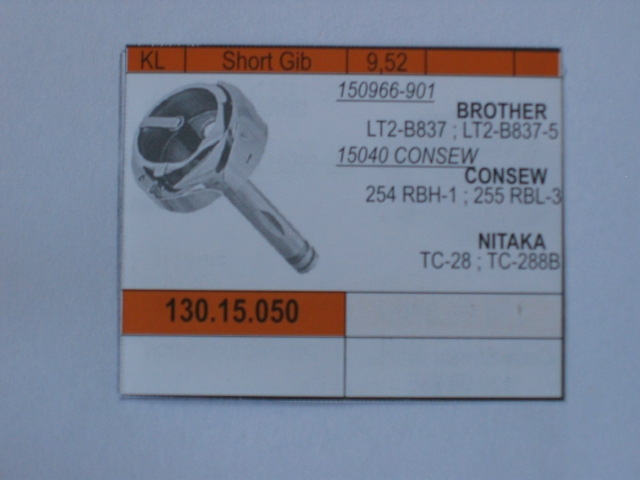 KL Short Gib 9,52
150966-901
BROTHER
LT2-B837 ; LT2-B837-5
15040 CONSEW
CONSEW
254 RBH-1 ; 255 RBL-3
NITAKA
TC-28 ; TC-288B
130.15.050